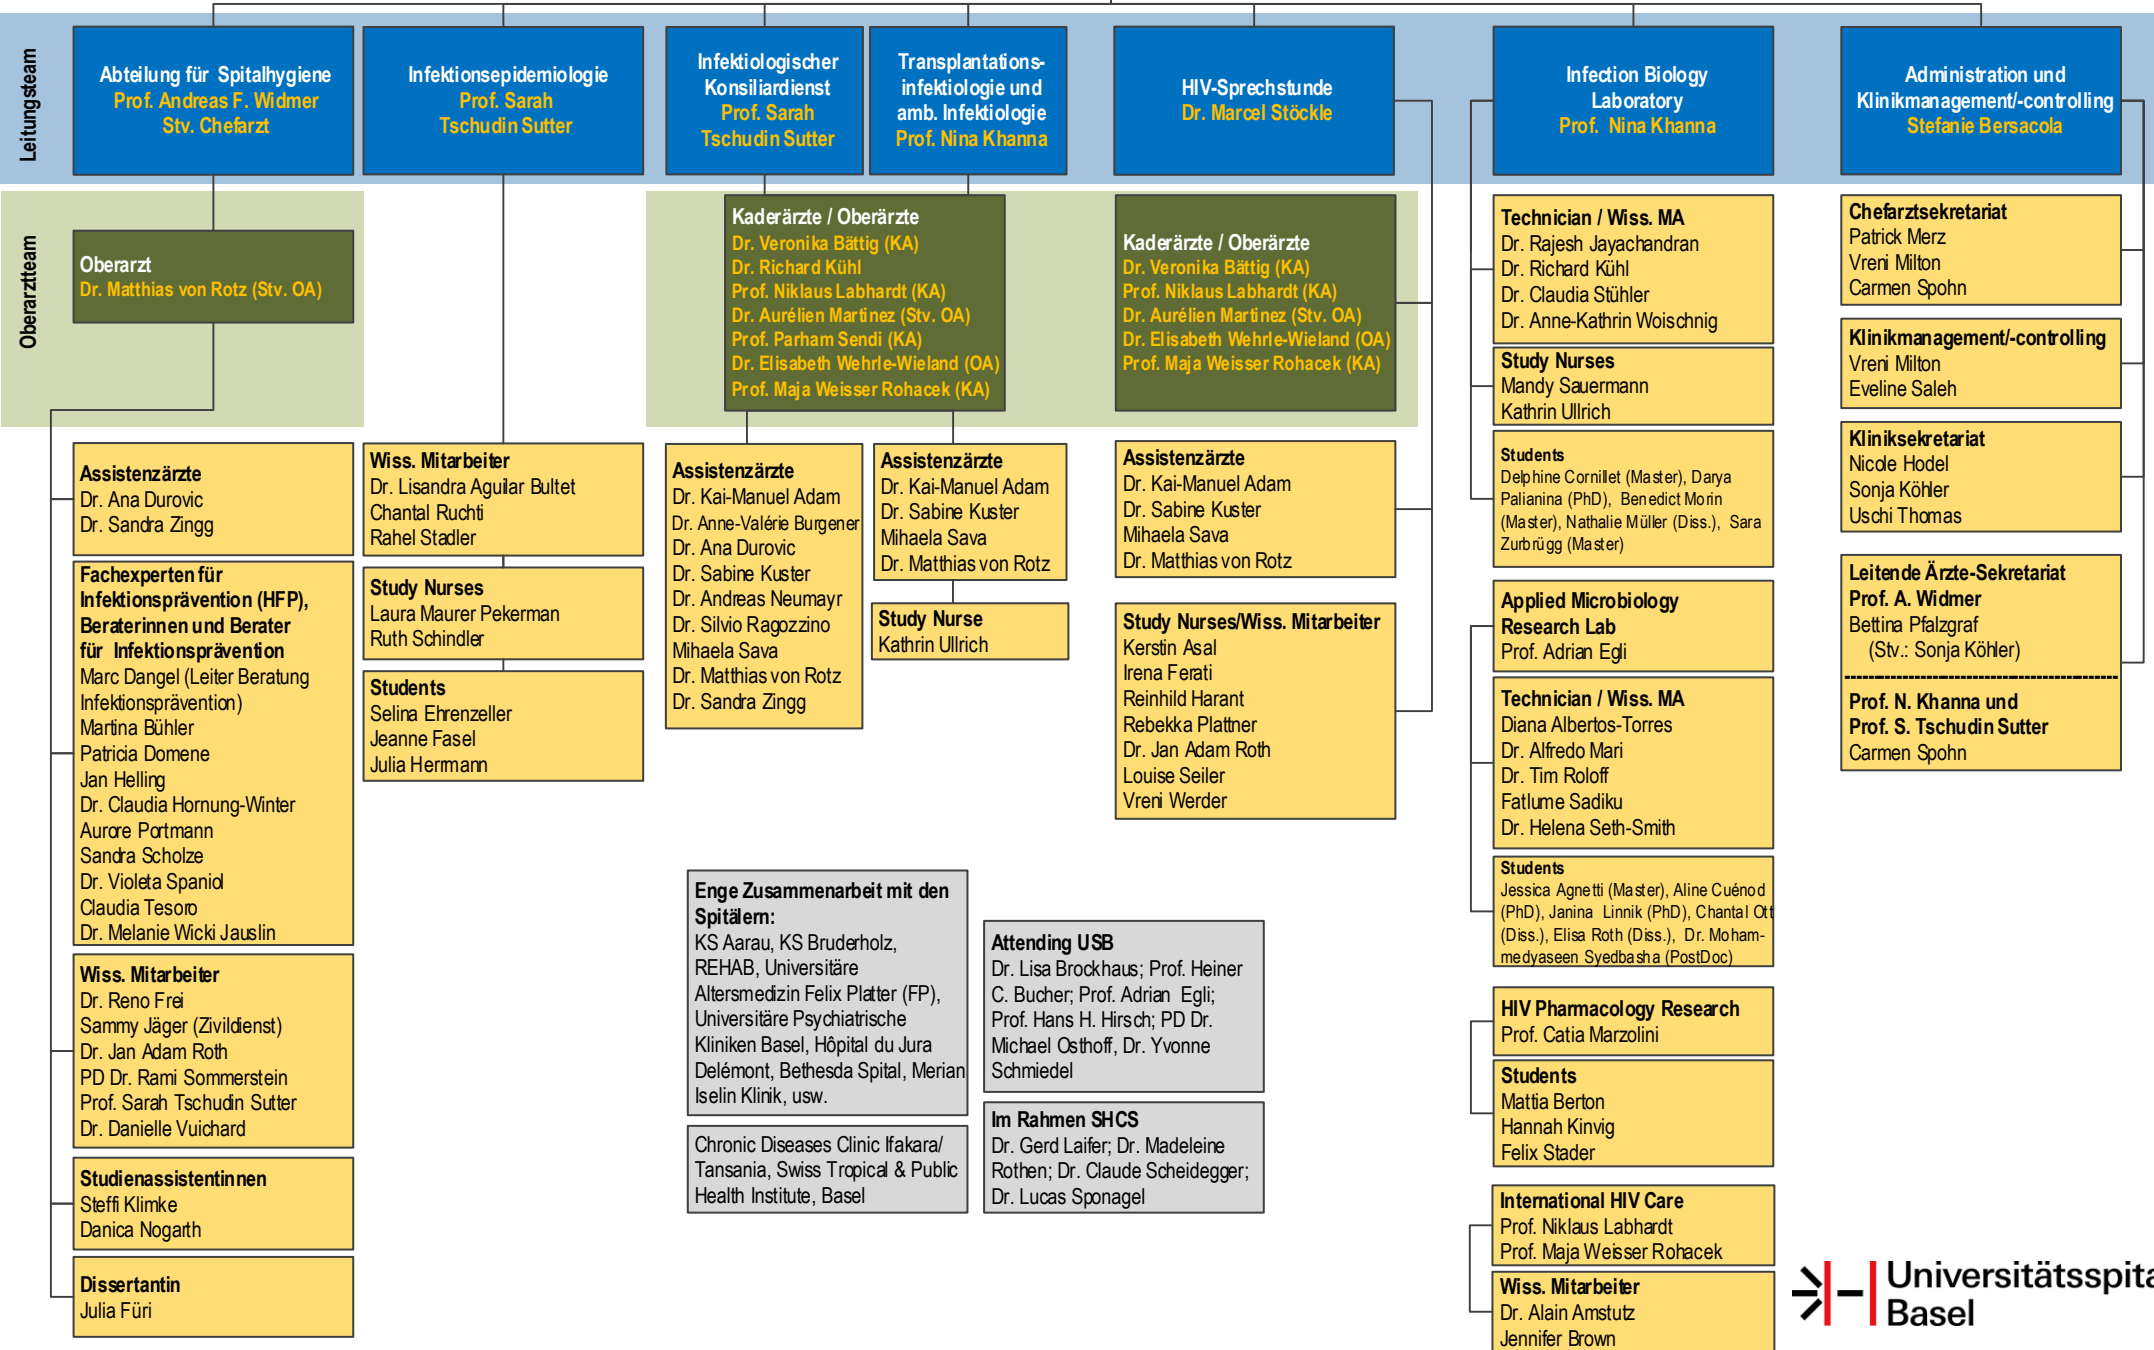 Leitungsteam
Abteilung für Spitalhygiene
Prof. Andreas F. Widmer
Stv. Chefarzt
Infektionsepidemiologie
Prof. Sarah
Tschudin Sutter
Infektiologischer
Konsiliardienst
Prof. Sarah
Tschudin Sutter
Transplantations-
infektiologie und
amb. Infektiologie
Prof. Nina Khanna
HIV-Sprechstunde
Dr. Marcel Stöckle
Infection Biology
Laboratory
Prof. Nina Khanna
Administration und
Klinikmanagement/-controlling
Stefanie Bersacola
Oberarztteam
Oberarzt
Dr. Matthias von Rotz (Stv. OA)
Kaderärzte / Oberärzte
Dr. Veronika Bättig (KA)
Dr. Richard Kühl
Prof. Niklaus Labhardt (KA)
Dr. Aurélien Martinez (Stv. OA)
Prof. Parham Sendi (KA)
Dr. Elisabeth Wehrle-Wieland (OA)
Prof. Maja Weisser Rohacek (KA)
Kaderärzte / Oberärzte
Dr. Veronika Bättig (KA)
Prof. Niklaus Labhardt (KA)
Dr. Aurélien Martinez (Stv. OA)
Dr. Elisabeth Wehrle-Wieland (OA)
Prof. Maja Weisser Rohacek (KA)
Assistenzärzte
Dr. Ana Durovic
Dr. Sandra Zingg
Fachexperten für
Infektionsprävention (HFP),
Beraterinnen und Berater
für Infektionsprävention
Marc Dangel (Leiter Beratung
Infektionsprävention)
Martina Bühler
Patricia Domene
Jan Helling
Dr. Claudia Hornung-Winter
Aurore Portmann
Sandra Scholze
Dr. Violeta Spaniol
Claudia Tesoro
Dr. Melanie Wicki Jauslin
Wiss. Mitarbeiter
Dr. Reno Frei
Sammy Jäger (Zivildienst)
Dr. Jan Adam Roth
PD Dr. Rami Sommerstein
Prof. Sarah Tschudin Sutter
Dr. Danielle Vuichard
Studienassistentinnen
Steffi Klimke
Danica Nogarth
Dissertantin
Julia Füri
Wiss. Mitarbeiter
Dr. Lisandra Aguilar Bultet
Chantal Ruchti
Rahel Stadler
Study Nurses
Laura Maurer Pekerman
Ruth Schindler
Students
Selina Ehrenzeller
Jeanne Fasel
Julia Herrmann
Assistenzärzte
Dr. Kai-Manuel Adam
Dr. Anne-Valérie Burgener
Dr. Ana Durovic
Dr. Sabine Kuster
Dr. Andreas Neumayr
Dr. Silvio Ragozzino
Mihaela Sava
Dr. Matthias von Rotz
Dr. Sandra Zingg
Assistenzärzte
Dr. Kai-Manuel Adam
Dr. Sabine Kuster
Mihaela Sava
Dr. Matthias von Rotz
Study Nurse
Kathrin Ullrich
Assistenzärzte
Dr. Kai-Manuel Adam
Dr. Sabine Kuster
Mihaela Sava
Dr. Matthias von Rotz
Study Nurses/Wiss. Mitarbeiter
Kerstin Asal
Irena Ferati
Reinhild Harant
Rebekka Plattner
Dr. Jan Adam Roth
Louise Seiler
Vreni Werder
Enge Zusammenarbeit mit den
Spitälern:
KS Aarau, KS Bruderholz,
REHAB, Universitäre
Altersmedizin Felix Platter (FP),
Universitäre Psychiatrische
Kliniken Basel, Hôpital du Jura
Delémont, Bethesda Spital, Merian
Iselin Klinik, usw.
Chronic Diseases Clinic Ifakara/
Tansania, Swiss Tropical & Public
Health Institute, Basel
Attending USB
Dr. Lisa Brockhaus; Prof. Heiner
C. Bucher; Prof. Adrian Egli;
Prof. Hans H. Hirsch; PD Dr.
Michael Osthoff, Dr. Yvonne
Schmiedel
Im Rahmen SHCS
Dr. Gerd Laifer; Dr. Madeleine
Rothen; Dr. Claude Scheidegger;
Dr. Lucas Sponagel
Technician / Wiss. MA
Dr. Rajesh Jayachandran
Dr. Richard Kühl
Dr. Claudia Stühler
Dr. Anne-Kathrin Woischnig
Study Nurses
Mandy Sauermann
Kathrin Ullrich
Students
Delphine Cornillet (Master), Darya
Palianina (PhD), Benedict Morin
(Master), Nathalie Müller (Diss.), Sara
Zurbrügg (Master)
Applied Microbiology
Research Lab
Prof. Adrian Egli
Technician / Wiss. MA
Diana Albertos-Torres
Dr. Alfredo Mari
Dr. Tim Roloff
Fatlume Sadiku
Dr. Helena Seth-Smith
Students
Jessica Agnetti (Master), Aline Cuénod
(PhD), Janina Linnik (PhD), Chantal Ott
(Diss.), Elisa Roth (Diss.), Dr. Moham-
medyaseen Syedbasha (PostDoc)
HIV Pharmacology Research
Prof. Catia Marzolini
Students
Mattia Berton
Hannah Kinvig
Felix Stader
International HIV Care
Prof. Niklaus Labhardt
Prof. Maja Weisser Rohacek
Wiss. Mitarbeiter
Dr. Alain Amstutz
Jennifer Brown
Chefarztsekretariat
Patrick Merz
Vreni Milton
Carmen Spohn
Klinikmanagement/-controlling
Vreni Milton
Eveline Saleh
Kliniksekretariat
Nicole Hodel
Sonja Köhler
Uschi Thomas
Leitende Ärzte-Sekretariat
Prof. A. Widmer
Bettina Pfalzgraf
(Stv.: Sonja Köhler)
Prof. N. Khanna und
Prof. S. Tschudin Sutter
Carmen Spohn
Universitätsspita
Basel